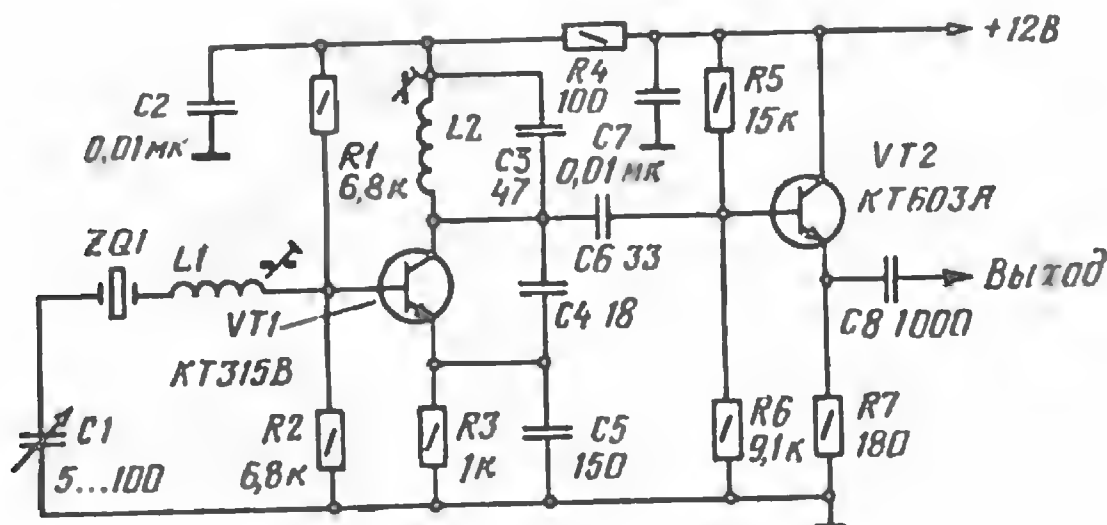 +12В
C2
0,01мк
R1
6,8к
L2
C3
47
R4
100
C7
0,01мк
R5
15к
VT2
КТ603А
ZQ1
L1
VT1
КТ315В
C6 33
C4 18
C8 1000
Выход
C1
5...100
R2
6,8к
R3
1к
C5
150
R6
9,1к
R7
180